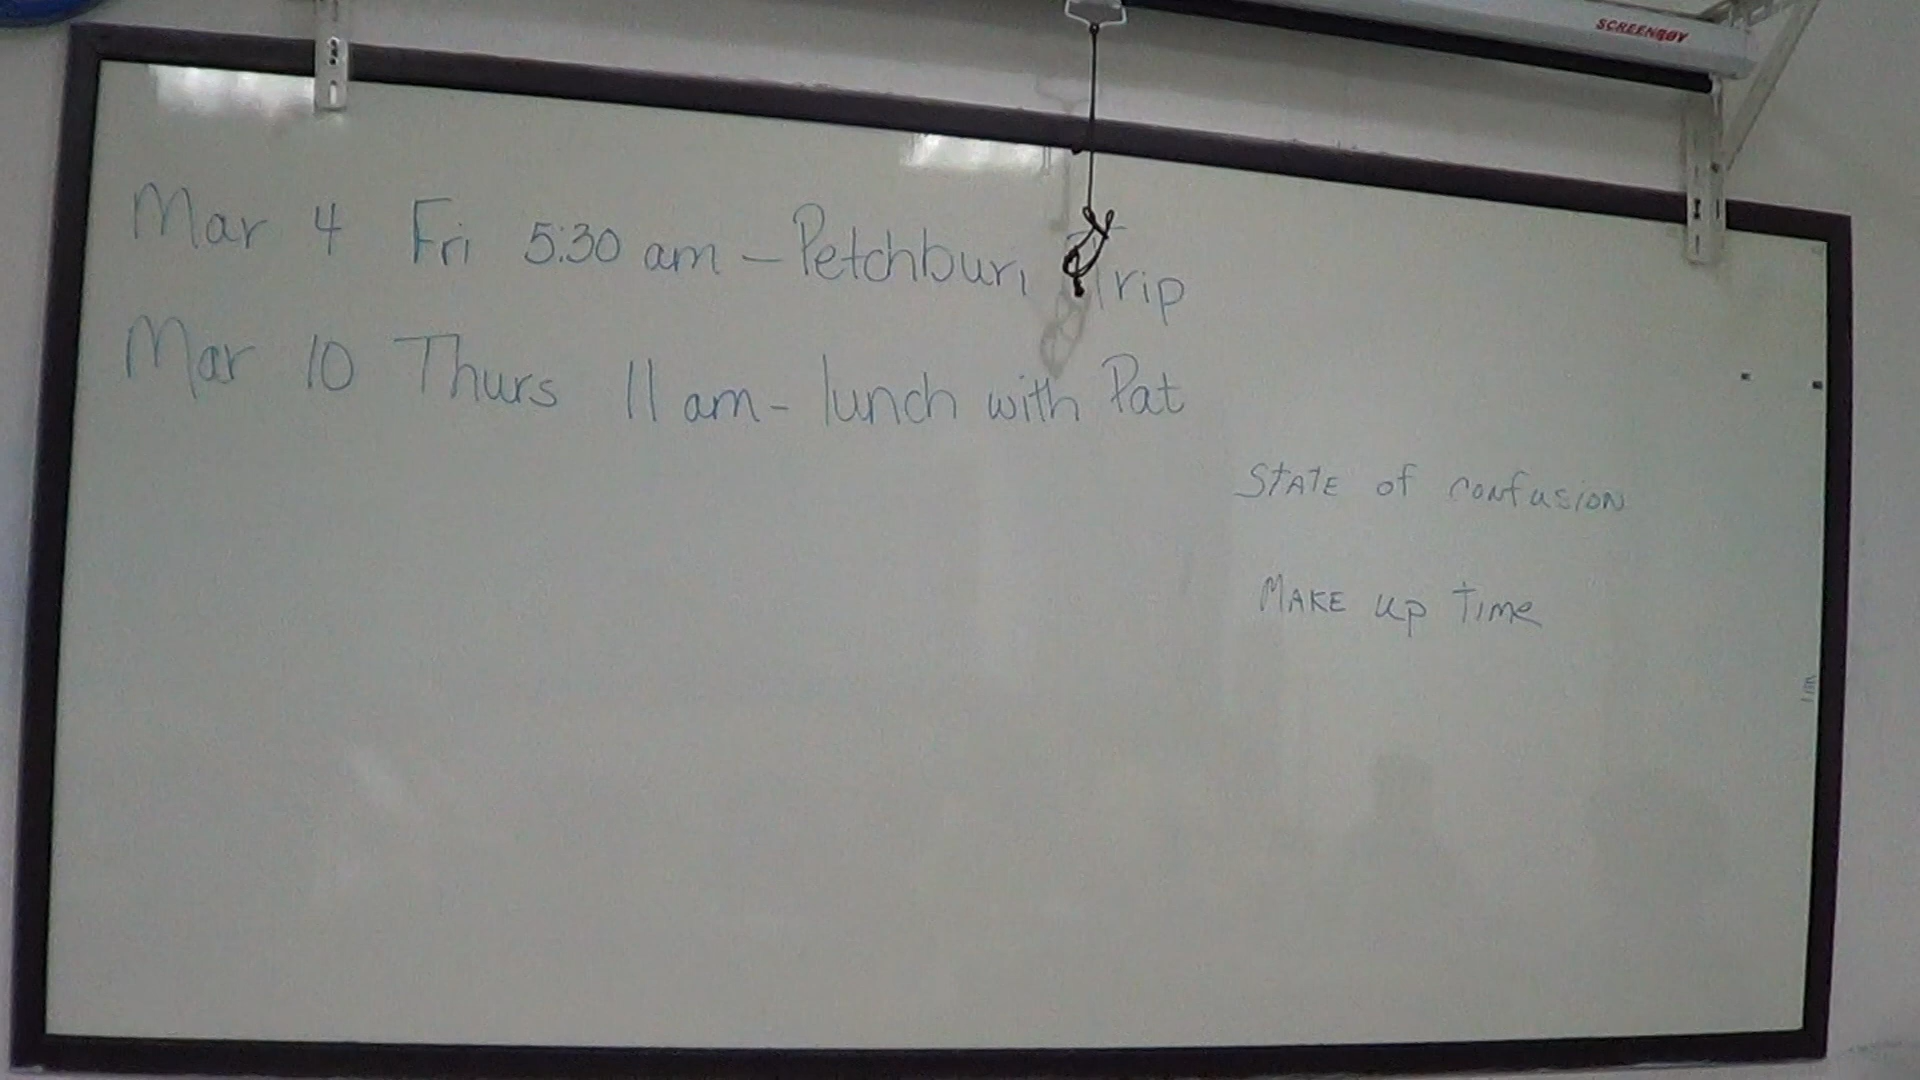 SCREENBOY
Mar 4 Fri 5:30 am – Petchburi Trip
Mar 10 Thurs 11 am - lunch with Pat
STATE of confusion
MAKE up Time